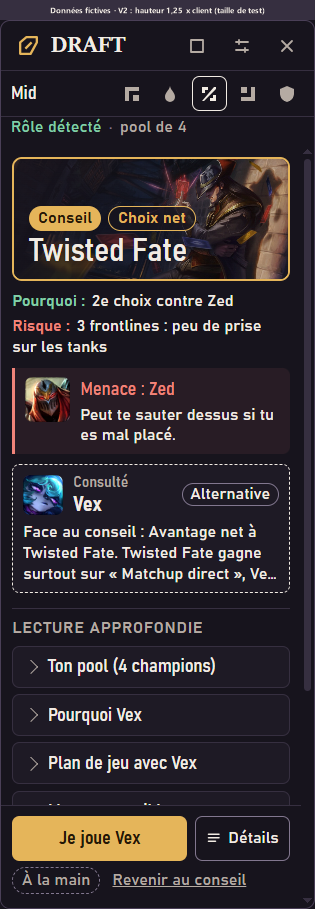 Données fictives · V2 : hauteur 1,25 x client (taille de test)
DRAFT
Mid
Rôle détecté · pool de 4
Conseil
Choix net
Twisted Fate
Pourquoi : 2e choix contre Zed
Risque : 3 frontlines : peu de prise
sur les tanks
Menace : Zed
Peut te sauter dessus si tu
es mal placé.
Consulté
Vex
Alternative
Face au conseil : Avantage net à
Twisted Fate. Twisted Fate gagne
surtout sur « Matchup direct », Ve...
LECTURE APPROFONDIE
Ton pool (4 champions)
Pourquoi Vex
Plan de jeu avec Vex
Je joue Vex
Détails
À la main
Revenir au conseil